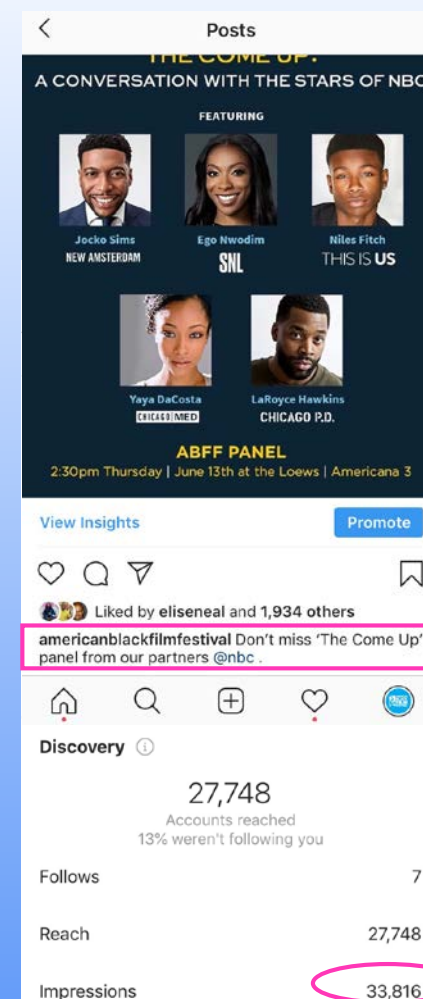 Posts
THE COME UP:
A CONVERSATION WITH THE STARS OF NBC
FEATURING
Jocko Sims
NEW AMSTERDAM
Ego Nwodim
SNL
Niles Fitch
THIS IS US
Yaya DaCosta
CHICAGO MED
LaRoyce Hawkins
CHICAGO P.D.
ABFF PANEL
2:30pm Thursday | June 13th at the Loews | Americana 3
View Insights
Promote
Liked by eliseneal and 1,934 others
americanblackfilmfestival Don't miss 'The Come Up'
panel from our partners @nbc .
Discovery
27,748
Accounts reached
13% weren't following you
Follows
7
Reach
27,748
Impressions
33,816